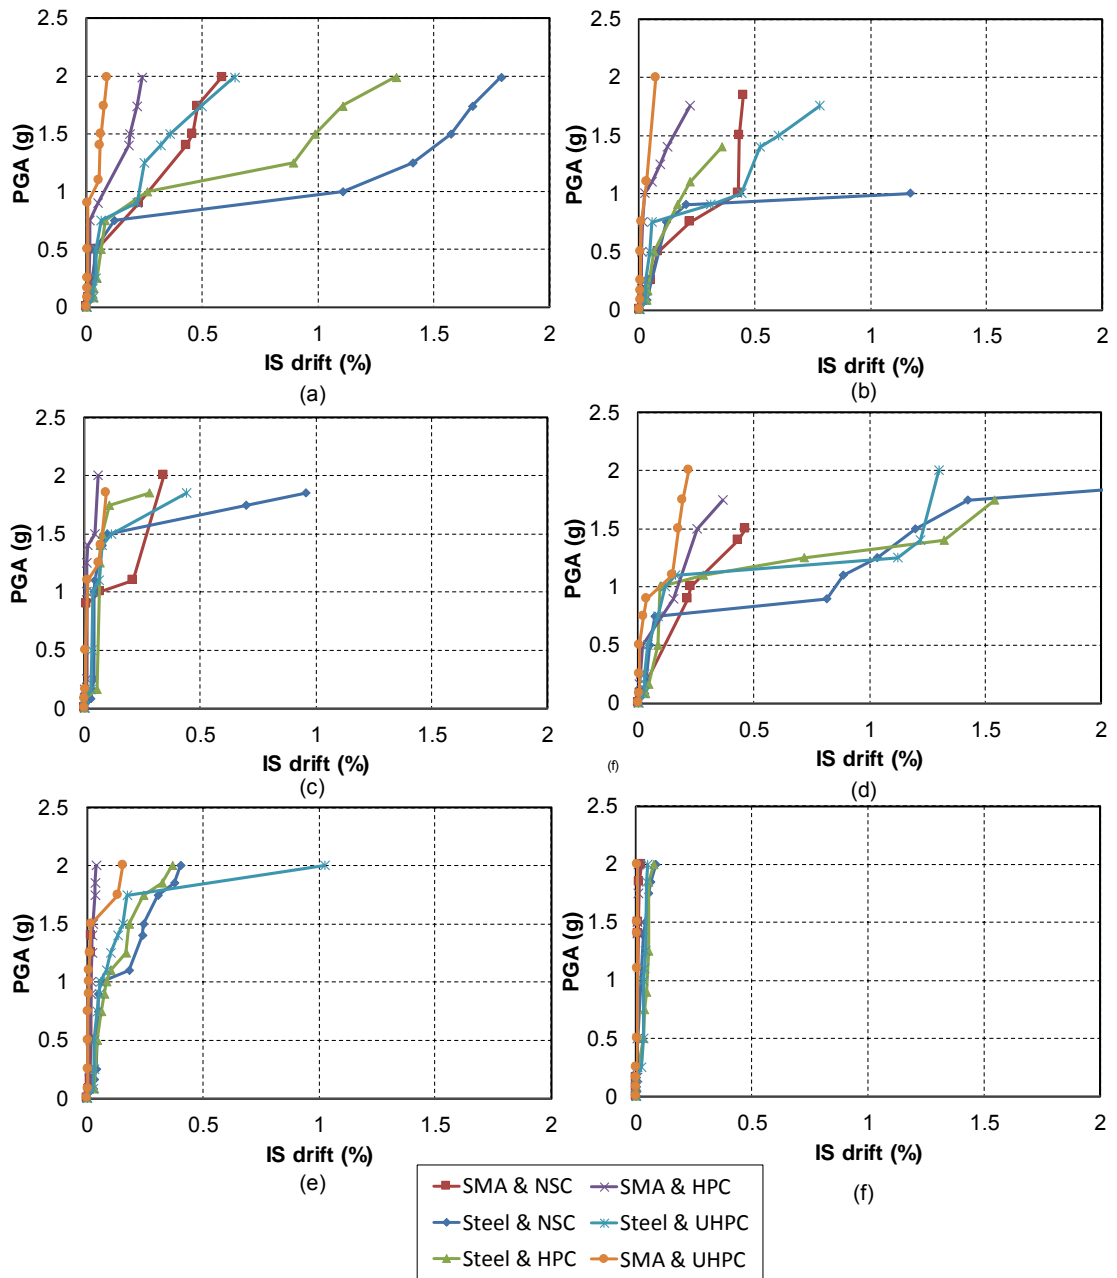 2.5
2
1.5
1
0.5
0
PGA (g)
0 0.5 1 1.5 2
IS drift (%)
(a)
2.5
2
1.5
1
0.5
0
PGA (g)
0 0.5 1 1.5 2
IS drift (%)
(b)
2.5
2
1.5
1
0.5
0
PGA (g)
0 0.5 1 1.5 2
IS drift (%)
(c)
2.5
2
1.5
1
0.5
0
PGA (g)
0 0.5 1 1.5 2
IS drift (%)
(f)
(d)
2.5
2
1.5
1
0.5
0
PGA (g)
0 0.5 1 1.5 2
IS drift (%)
(e)
2.5
2
1.5
1
0.5
0
PGA (g)
0 0.5 1 1.5 2
IS drift (%)
(f)
SMA & NSC SMA & HPC
Steel & NSC Steel & UHPC
Steel & HPC SMA & UHPC